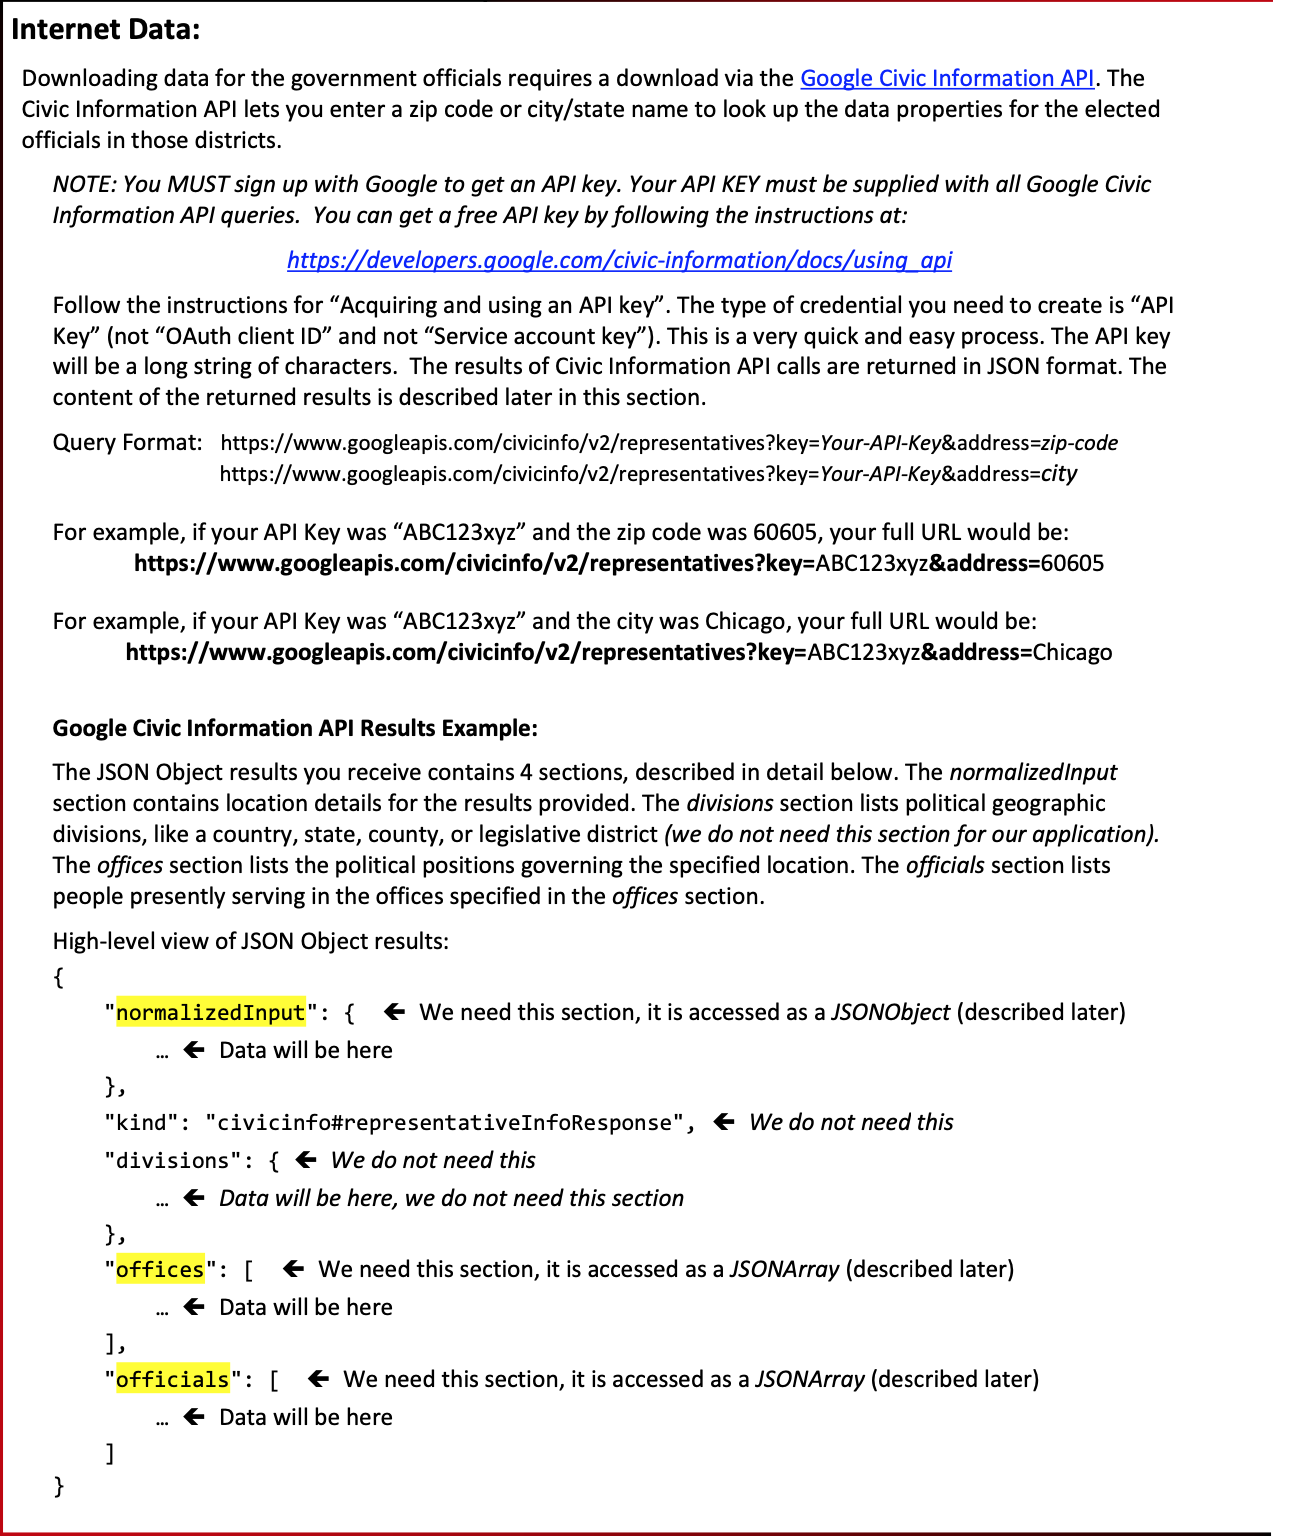 Internet Data:
Downloading data for the government officials requires a download via the Google Civic Information API. The
Civic Information API lets you enter a zip code or city/state name to look up the data properties for the elected
officials in those districts.
NOTE: You MUST sign up with Google to get an API key. Your API KEY must be supplied with all Google Civic
Information API queries.  You can get a free API key by following the instructions at:
https://developers.google.com/civic-information/docs/using_api
Follow the instructions for “Acquiring and using an API key”. The type of credential you need to create is “API
Key” (not “OAuth client ID” and not “Service account key”). This is a very quick and easy process. The API key
will be a long string of characters.  The results of Civic Information API calls are returned in JSON format. The
content of the returned results is described later in this section.
Query Format:   https://www.googleapis.com/civicinfo/v2/representatives?key=Your-API-Key&address=zip-code
https://www.googleapis.com/civicinfo/v2/representatives?key=Your-API-Key&address=city
For example, if your API Key was “ABC123xyz” and the zip code was 60605, your full URL would be:
https://www.googleapis.com/civicinfo/v2/representatives?key=ABC123xyz&address=60605
For example, if your API Key was “ABC123xyz” and the city was Chicago, your full URL would be:
https://www.googleapis.com/civicinfo/v2/representatives?key=ABC123xyz&address=Chicago
Google Civic Information API Results Example:
The JSON Object results you receive contains 4 sections, described in detail below. The normalizedInput
section contains location details for the results provided. The divisions section lists political geographic
divisions, like a country, state, county, or legislative district (we do not need this section for our application).
The offices section lists the political positions governing the specified location. The officials section lists
people presently serving in the offices specified in the offices section.
High-level view of JSON Object results:
{
"normalizedInput": {  ← We need this section, it is accessed as a JSONObject (described later)
… ← Data will be here
},
"kind": "civicinfo#representativeInfoResponse", ← We do not need this
"divisions": { ← We do not need this
… ← Data will be here, we do not need this section
},
"offices": [  ← We need this section, it is accessed as a JSONArray (described later)
… ← Data will be here
],
"officials": [  ← We need this section, it is accessed as a JSONArray (described later)
… ← Data will be here
]
}